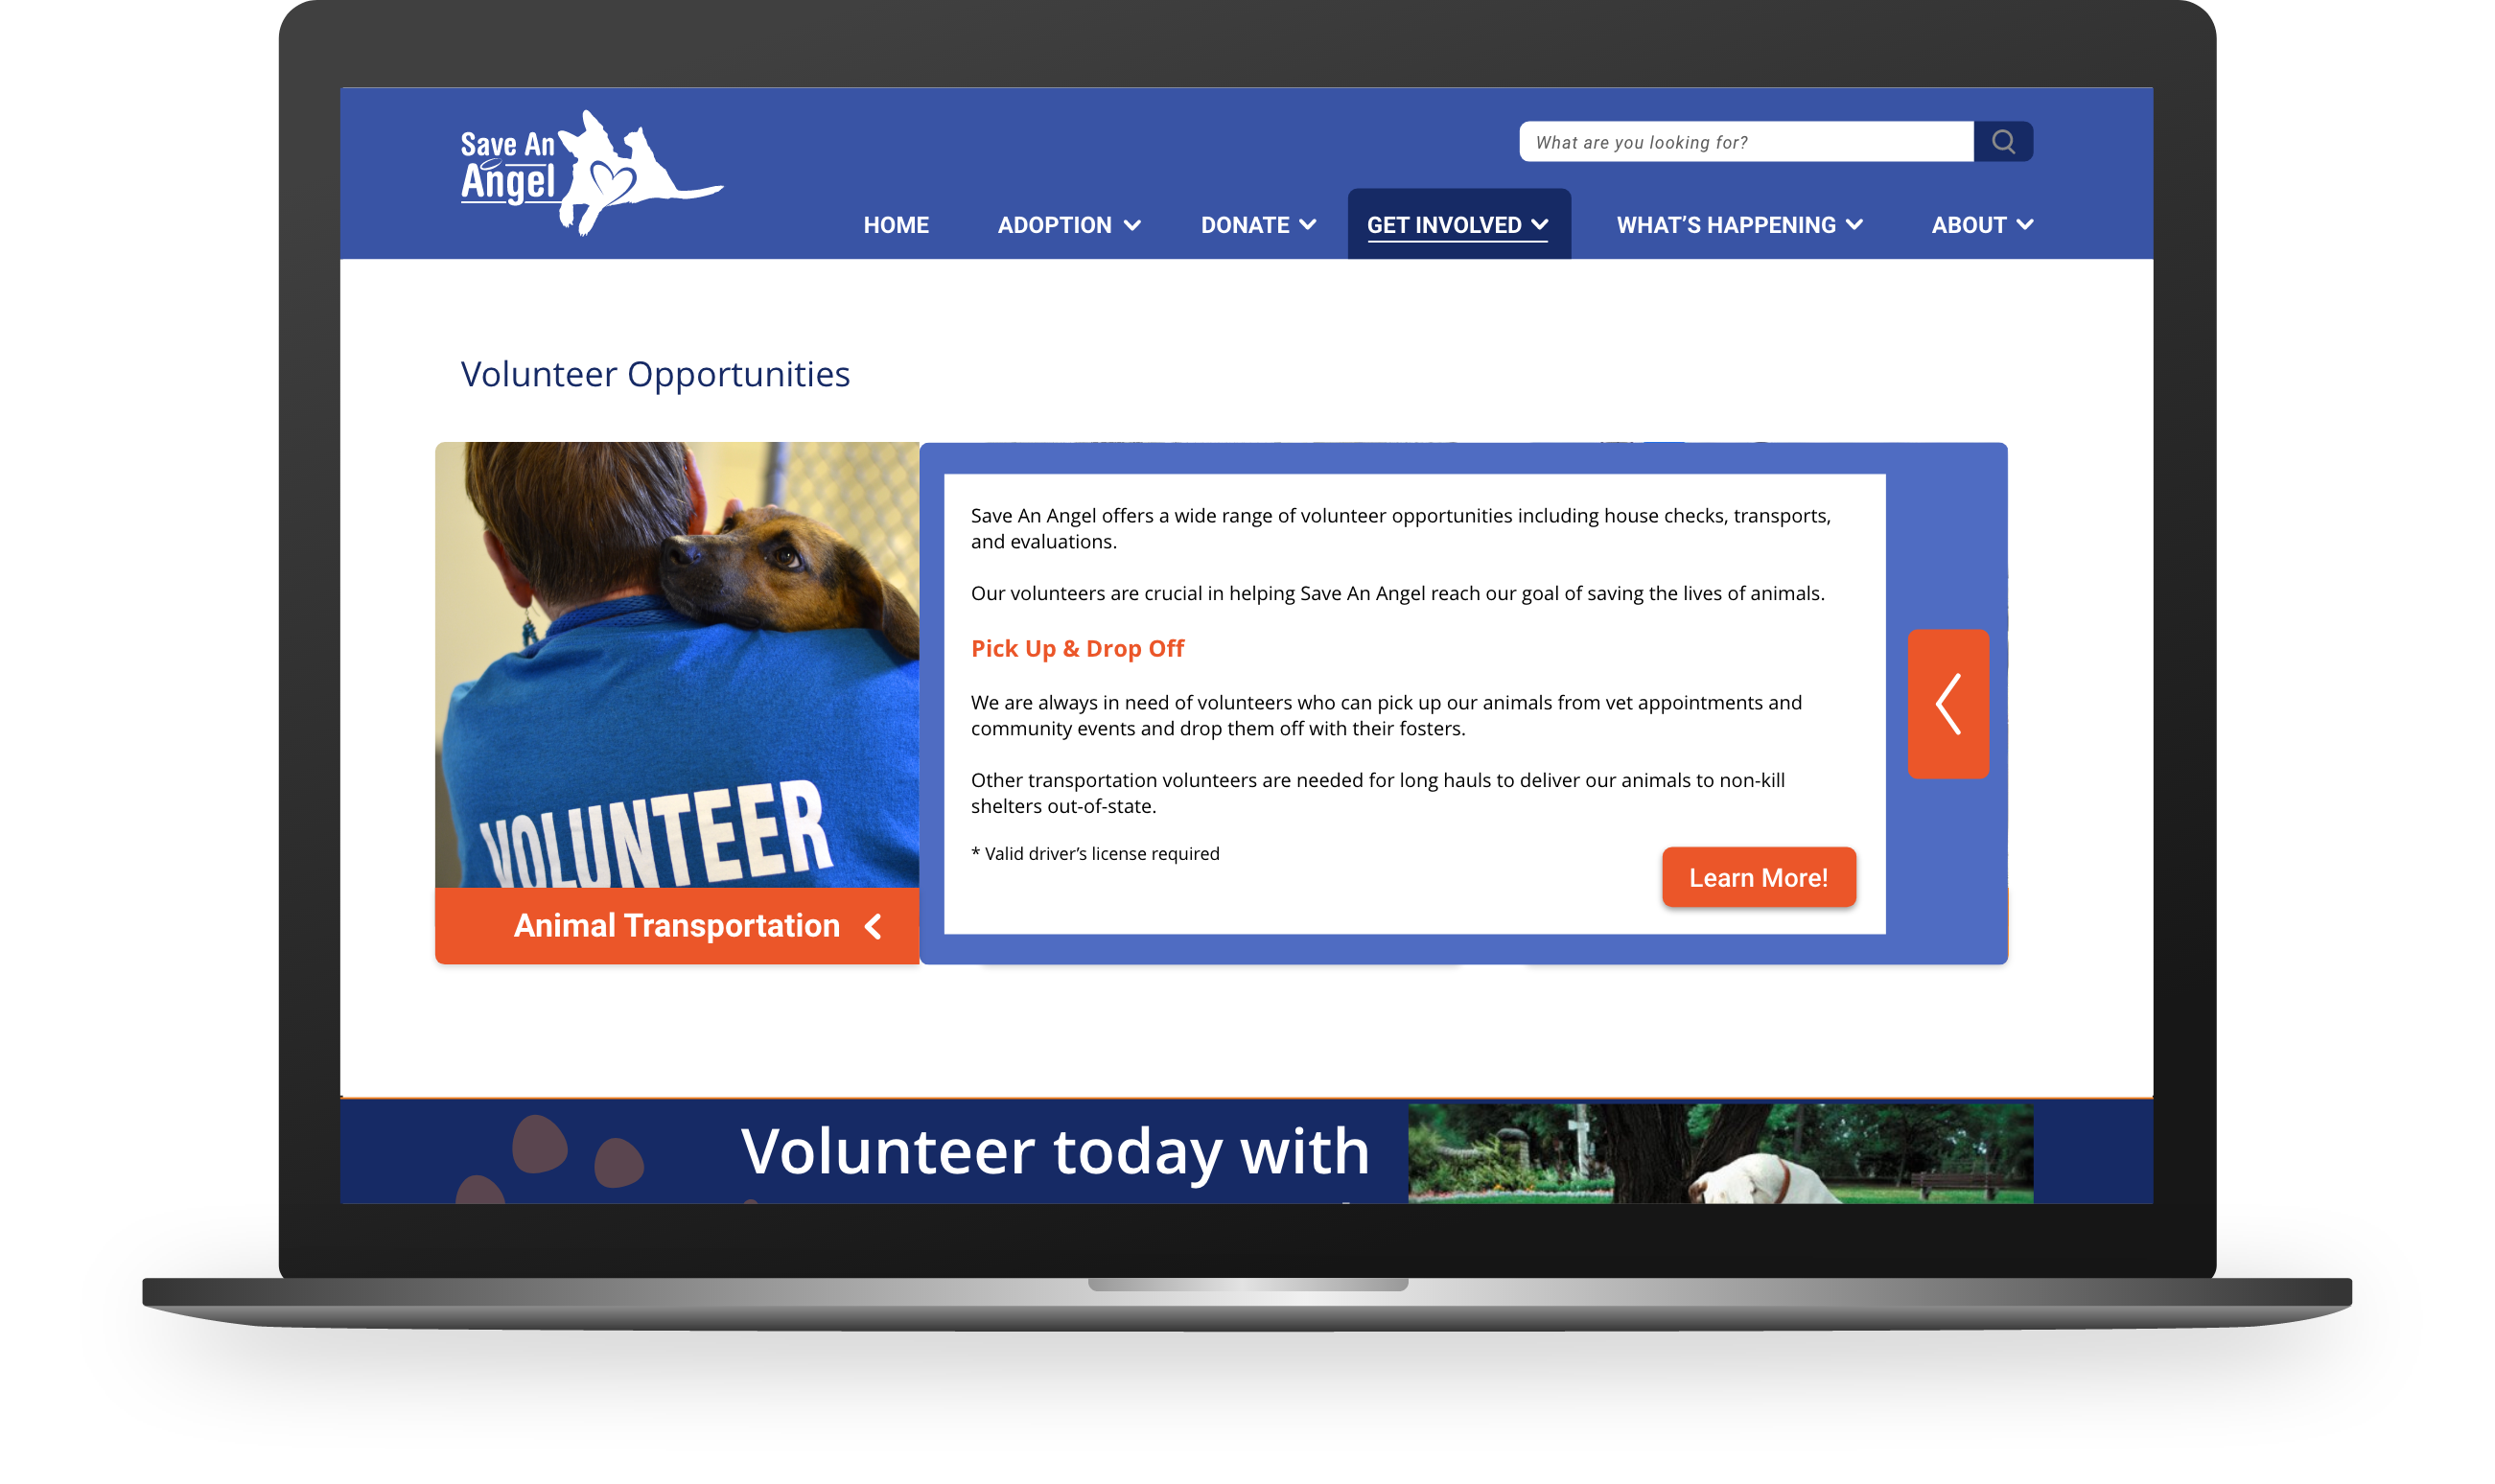 Save An
Angel
What are you looking for?
HOME
ADOPTION
DONATE
GET INVOLVED
WHAT’S HAPPENING
ABOUT
Volunteer Opportunities
VOLUNTEER
Animal Transportation
Save An Angel offers a wide range of volunteer opportunities including house checks, transports,
and evaluations.
Our volunteers are crucial in helping Save An Angel reach our goal of saving the lives of animals.
Pick Up & Drop Off
We are always in need of volunteers who can pick up our animals from vet appointments and
community events and drop them off with their fosters.
Other transportation volunteers are needed for long hauls to deliver our animals to non-kill
shelters out-of-state.
* Valid driver’s license required
Learn More!
Volunteer today with